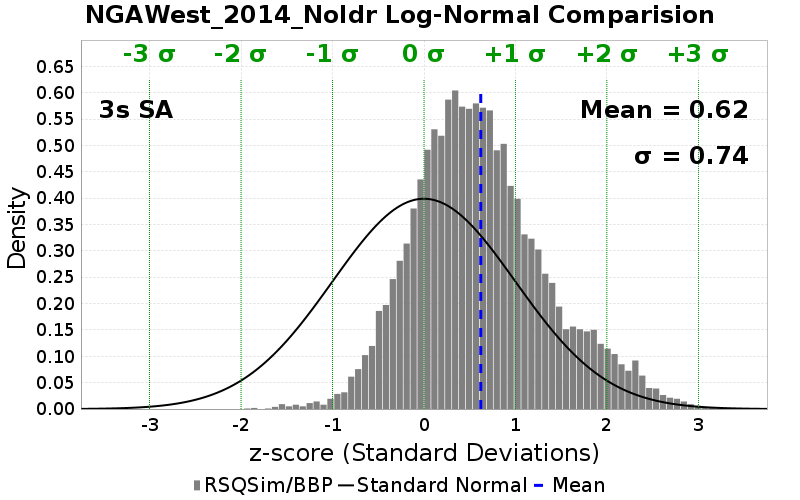 NGAWest_2014_NoIdr Log-Normal Comparision
-3 σ -2 σ -1 σ 0 σ +1 σ +2 σ +3 σ
3s SA
Mean = 0.62
σ = 0.74
Density
0.65
0.60
0.55
0.50
0.45
0.40
0.35
0.30
0.25
0.20
0.15
0.10
0.05
0.00
-3 -2 -1 0 1 2 3
z-score (Standard Deviations)
RSQSim/BBP Standard Normal Mean